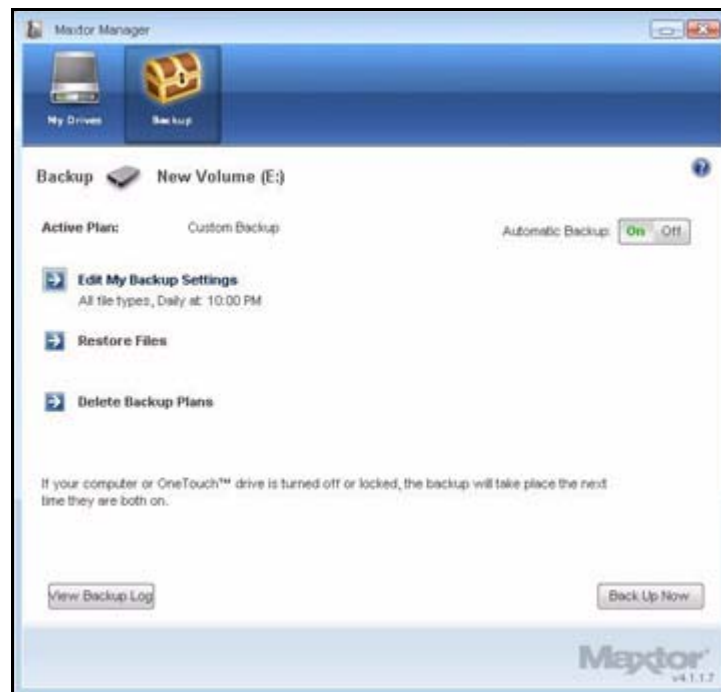 Maxtor Manager
My Drives
Backup
Backup New Volume (E:)
Active Plan: Custom Backup
Automatic Backup: On Off
Edit My Backup Settings
All file types, Daily at: 10:00 PM
Restore Files
Delete Backup Plans
If your computer or OneTouch™ drive is turned off or locked, the backup will take place the next
time they are both on.
View Backup Log
Back Up Now
Maxtor
v4.1.1.7